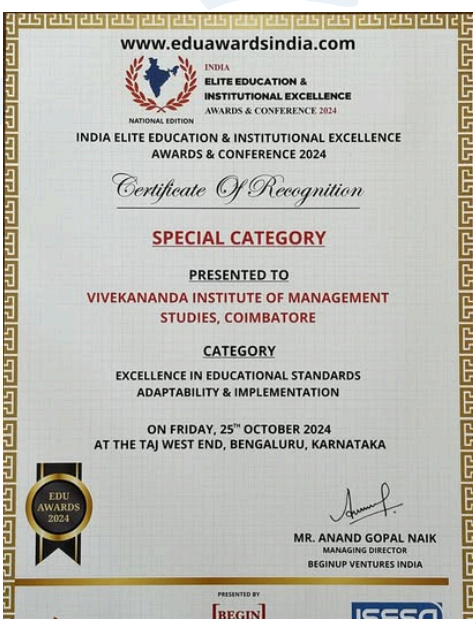 www.eduawardsindia.com
INDIA
ELITE EDUCATION &
INSTITUTIONAL EXCELLENCE
AWARDS & CONFERENCE 2024
NATIONAL EDITION
INDIA ELITE EDUCATION & INSTITUTIONAL EXCELLENCE
AWARDS & CONFERENCE 2024
Certificate Of Recognition
SPECIAL CATEGORY
PRESENTED TO
VIVEKANANDA INSTITUTE OF MANAGEMENT
STUDIES, COIMBATORE
CATEGORY
EXCELLENCE IN EDUCATIONAL STANDARDS
ADAPTABILITY & IMPLEMENTATION
ON FRIDAY, 25TH OCTOBER 2024
AT THE TAJ WEST END, BENGALURU, KARNATAKA
EDU
AWARDS
2024
MR. ANAND GOPAL NAIK
MANAGING DIRECTOR
BEGINUP VENTURES INDIA
PRESENTED BY
[BEGIN]